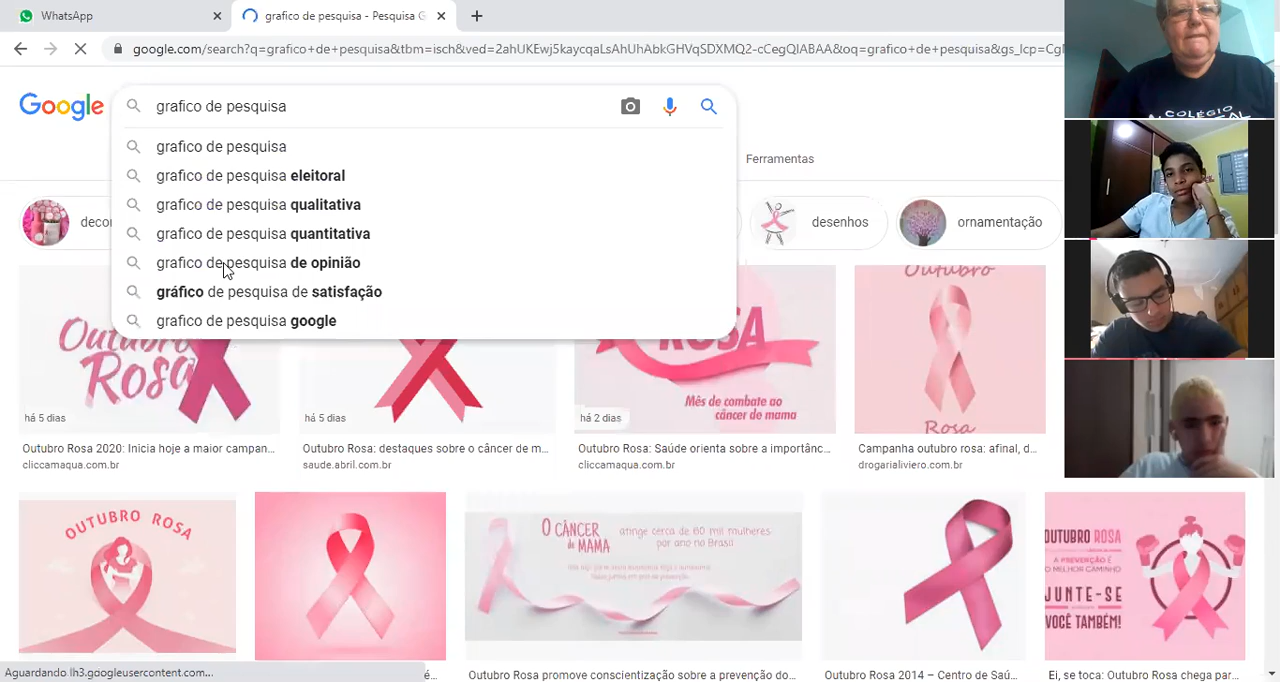 WhatsApp
grafico de pesquisa - Pesquisa G
google.com/search?q=grafico+de+pesquisa&tbm=isch&ved=2ahUKEwj5kaycqaLsAhUhAbkGHVqSDXMQ2-cCegQIABAA&oq=grafico+de+pesquisa&gs_lcp=Cg
Google
grafico de pesquisa
grafico de pesquisa
grafico de pesquisa eleitoral
grafico de pesquisa qualitativa
grafico de pesquisa quantitativa
grafico de pesquisa de opinião
gráfico de pesquisa de satisfação
grafico de pesquisa google
Ferramentas
desenhos
ornamentação
Outubro
Rosa
há 5 dias
há 5 dias
ROSA
Mês de combate ao
câncer de mama
há 2 dias
Outubro
Rosa
COLÉGIO
Outubro Rosa 2020: Inicia hoje a maior campan...
cliccamaqua.com.br
Outubro Rosa: destaques sobre o câncer de m...
saude.abril.com.br
Outubro Rosa: Saúde orienta sobre a importânc...
cliccamaqua.com.br
Campanha outubro rosa: afinal, d...
drogarialiviero.com.br
OUTUBRO ROSA
O CÂNCER
de MAMA
atinge cerca de 60 mil mulheres
por ano no Brasil!
OUTUBRO ROSA
A PREVENÇÃO É
O MELHOR CAMINHO
JUNTE-SE
VOCÊ TAMBÉM!
Aguardando lh3.googleusercontent.com...
Outubro Rosa promove conscientização sobre a prevenção do...
Outubro Rosa 2014 – Centro de Saú...
Ei, se toca: Outubro Rosa chega par...